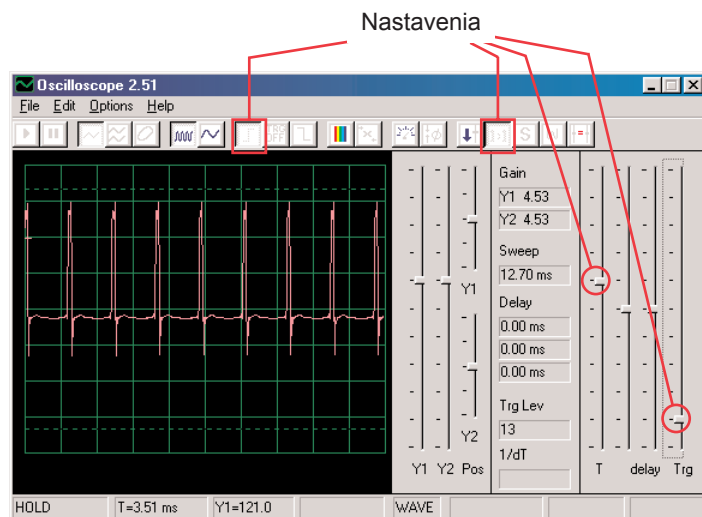 Nastavenia
Oscilloscope 2.51
File Edit Options Help
Gain
Y1 4.53
Y2 4.53
Sweep
12.70 ms
Delay
0.00 ms
0.00 ms
0.00 ms
Trg Lev
13
1/dT
Y1
Y2
Y1 Y2 Pos
T delay Trg
HOLD T=3.51 ms Y1=121.0 WAVE